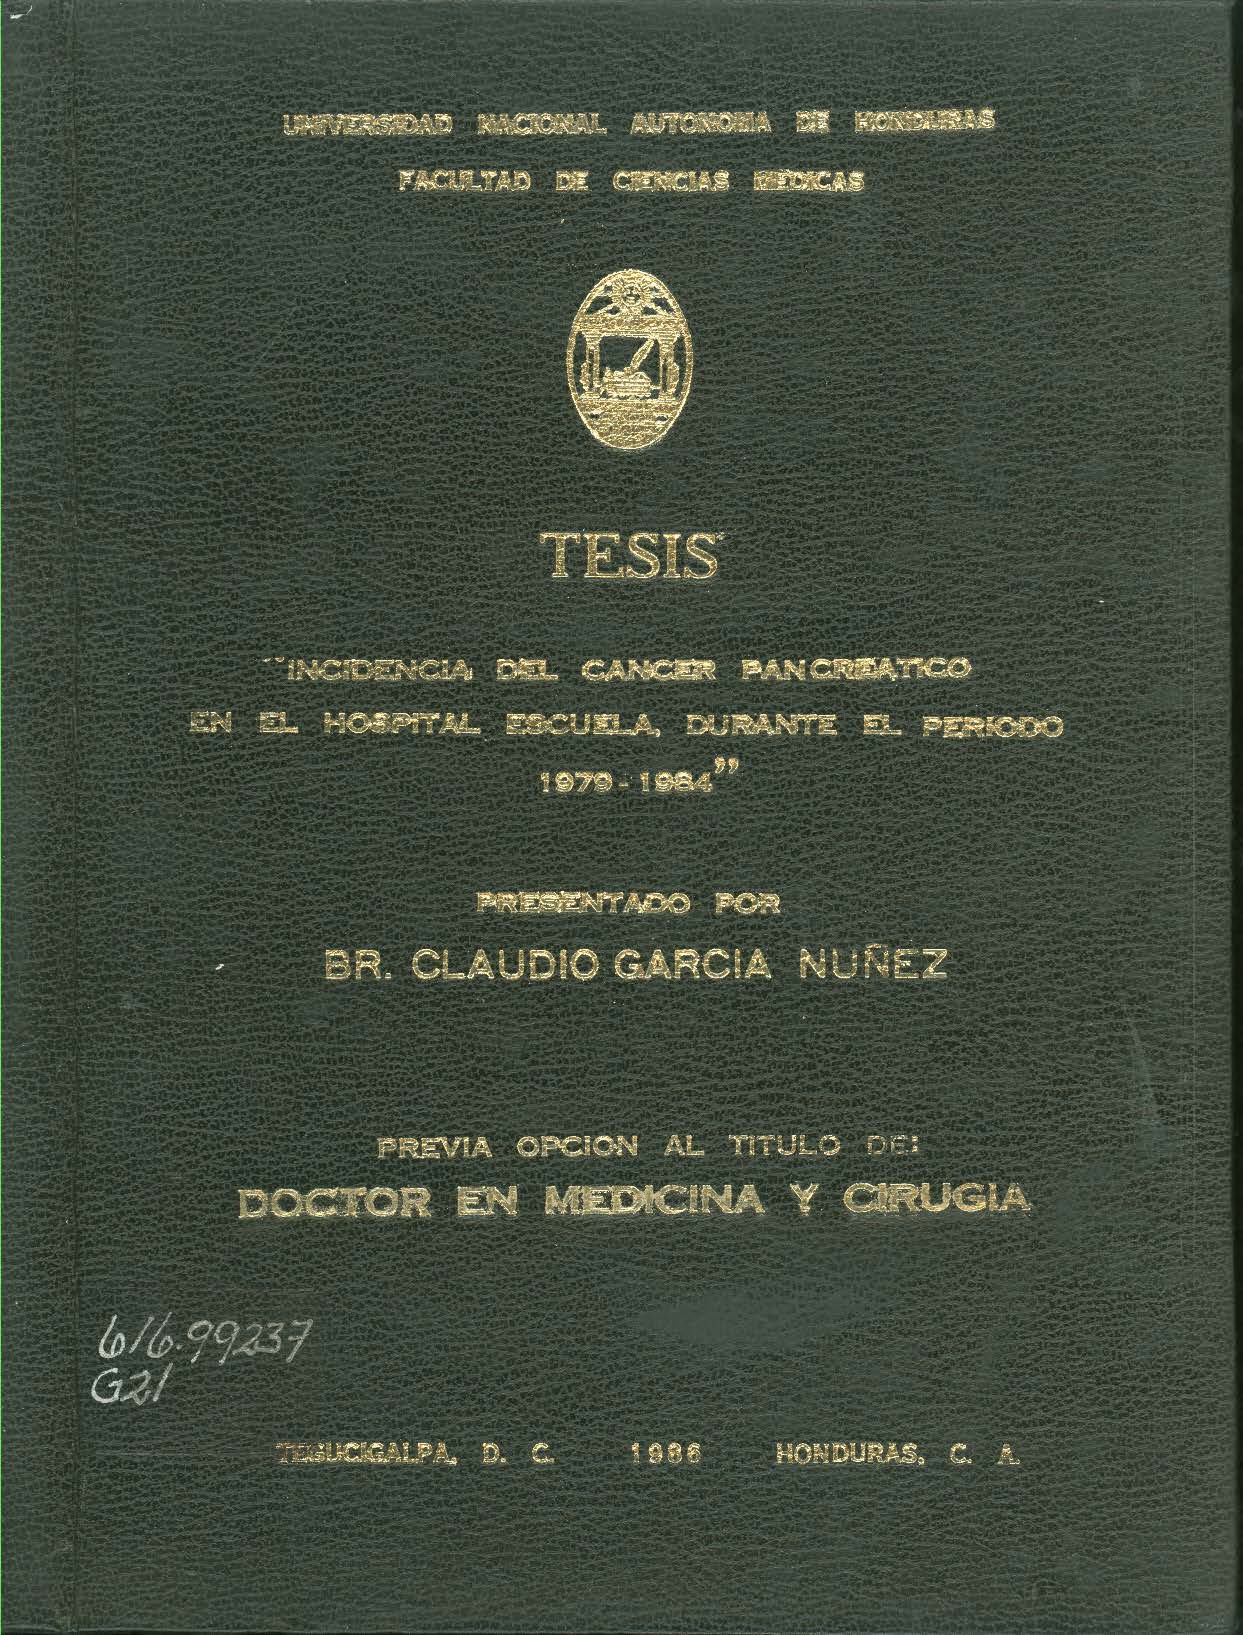 UNIVERSIDAD NACIONAL AUTONOMA DE HONDURAS
FACULTAD DE CIENCIAS MEDICAS
TESIS
"INCIDENCIA DEL CANCER PANCREATICO
EN EL HOSPITAL ESCUELA, DURANTE EL PERIODO
1979-1984"
PRESENTADO POR
BR. CLAUDIO GARCIA NUÑEZ
PREVIA OPCION AL TITULO DE:
DOCTOR EN MEDICINA Y CIRUGIA
616.99237
G21
TEGUCIGALPA, D. C. 1986 HONDURAS, C. A.